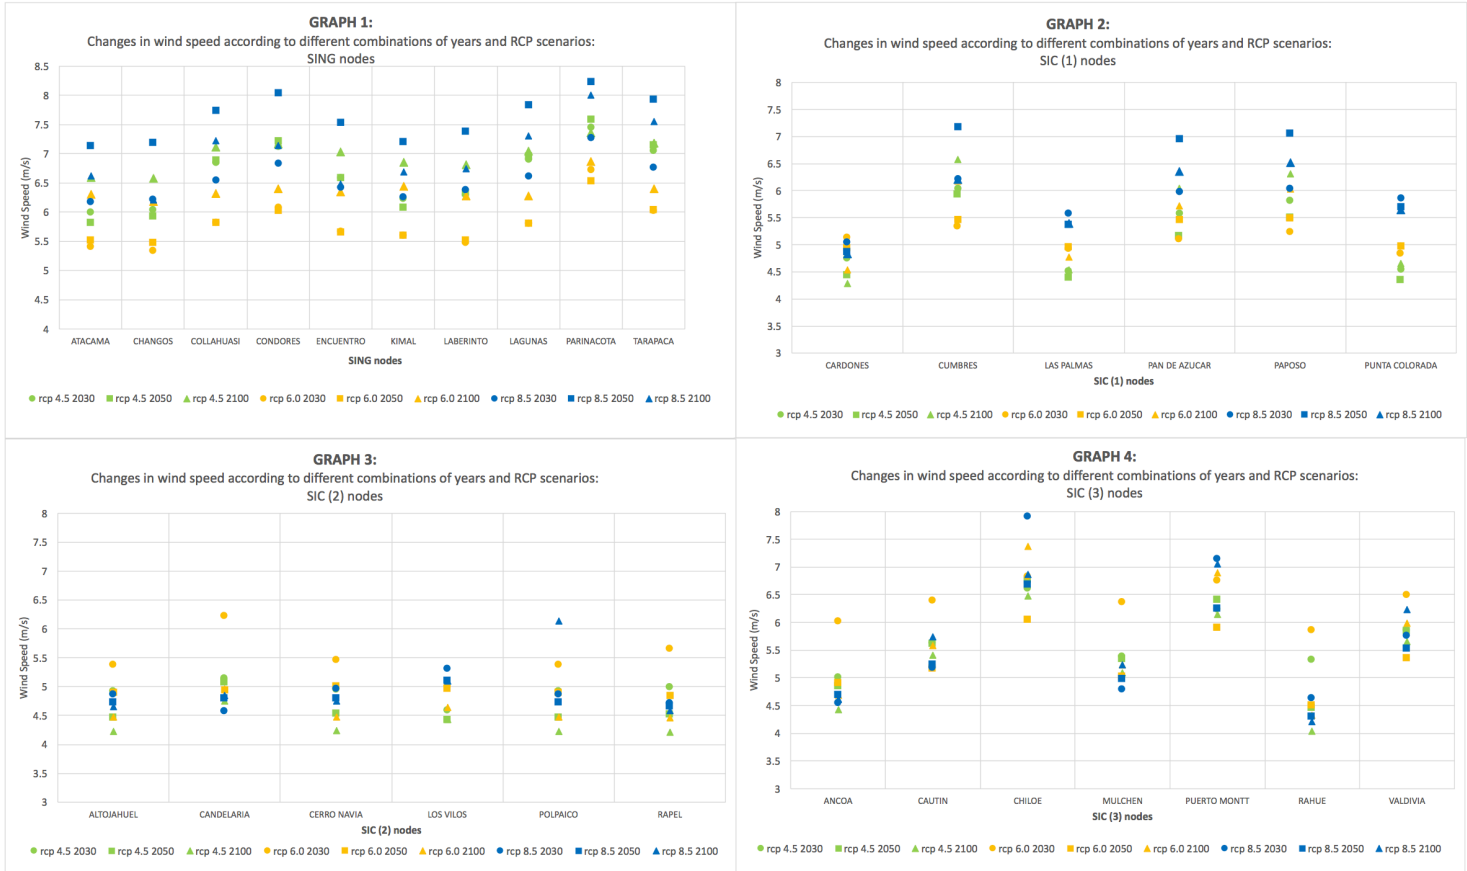 GRAPH 1:
Changes in wind speed according to different combinations of years and RCP scenarios:
SING nodes
8.5
8
7.5
7
6.5
6
5.5
5
4.5
4
Wind Speed (m/s)
ATACAMA CHANGOS COLLAHUASI CONDORES ENCUENTRO KIMAL LABERINTO LAGUNAS PARINACOTA TARAPACA
SING nodes
rcp 4.5 2030 rcp 4.5 2050 rcp 4.5 2100 rcp 6.0 2030 rcp 6.0 2050 rcp 6.0 2100 rcp 8.5 2030 rcp 8.5 2050 rcp 8.5 2100
GRAPH 2:
Changes in wind speed according to different combinations of years and RCP scenarios:
SIC (1) nodes
8
7.5
7
6.5
6
5.5
5
4.5
4
3.5
3
Wind Speed (m/s)
CARDONES CUMBRES LAS PALMAS PAN DE AZUCAR PAPOSO PUNTA COLORADA
SIC (1) nodes
rcp 4.5 2030 rcp 4.5 2050 rcp 4.5 2100 rcp 6.0 2030 rcp 6.0 2050 rcp 6.0 2100 rcp 8.5 2030 rcp 8.5 2050 rcp 8.5 2100
GRAPH 3:
Changes in wind speed according to different combinations of years and RCP scenarios:
SIC (2) nodes
8
7.5
7
6.5
6
5.5
5
4.5
4
3.5
3
Wind Speed (m/s)
ALTOJAHUEL CANDELARIA CERRO NAVIA LOS VILOS POLPAICO RAPEL
SIC (2) nodes
rcp 4.5 2030 rcp 4.5 2050 rcp 4.5 2100 rcp 6.0 2030 rcp 6.0 2050 rcp 6.0 2100 rcp 8.5 2030 rcp 8.5 2050 rcp 8.5 2100
GRAPH 4:
Changes in wind speed according to different combinations of years and RCP scenarios:
SIC (3) nodes
8
7.5
7
6.5
6
5.5
5
4.5
4
3.5
3
Wind Speed (m/s)
ANCOA CAUTIN CHILOE MULCHEN PUERTO MONTT RAHUE VALDIVIA
SIC (3) nodes
rcp 4.5 2030 rcp 4.5 2050 rcp 4.5 2100 rcp 6.0 2030 rcp 6.0 2050 rcp 6.0 2100 rcp 8.5 2030 rcp 8.5 2050 rcp 8.5 2100